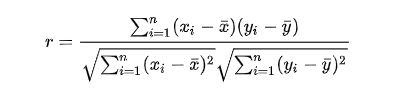 r = \frac{\sum_{i=1}^{n}(x_i - \bar{x})(y_i - \bar{y})}{\sqrt{\sum_{i=1}^{n}(x_i - \bar{x})^2}\sqrt{\sum_{i=1}^{n}(y_i - \bar{y})^2}}